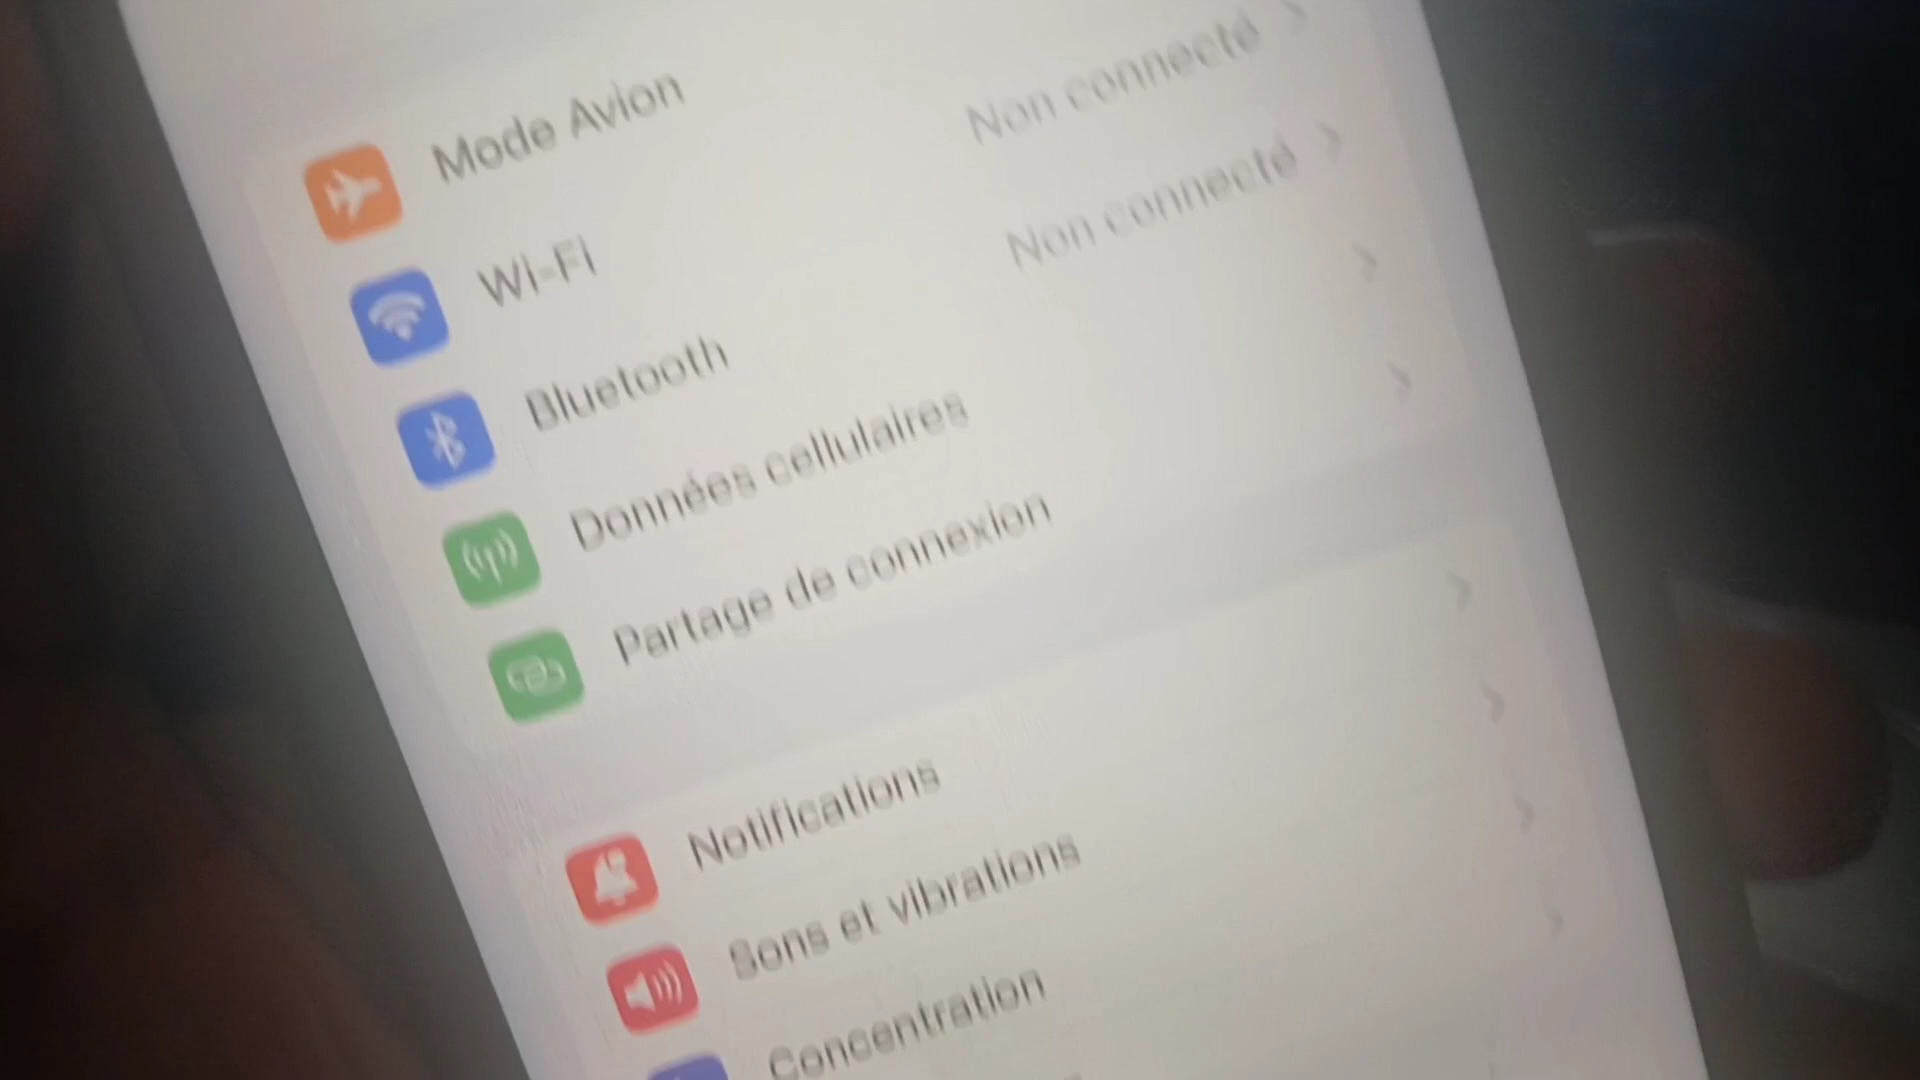 Mode Avion
Wi-Fi
Non connecté
Bluetooth
Non connecté
Données cellulaires
Partage de connexion
Notifications
Sons et vibrations
Concentration